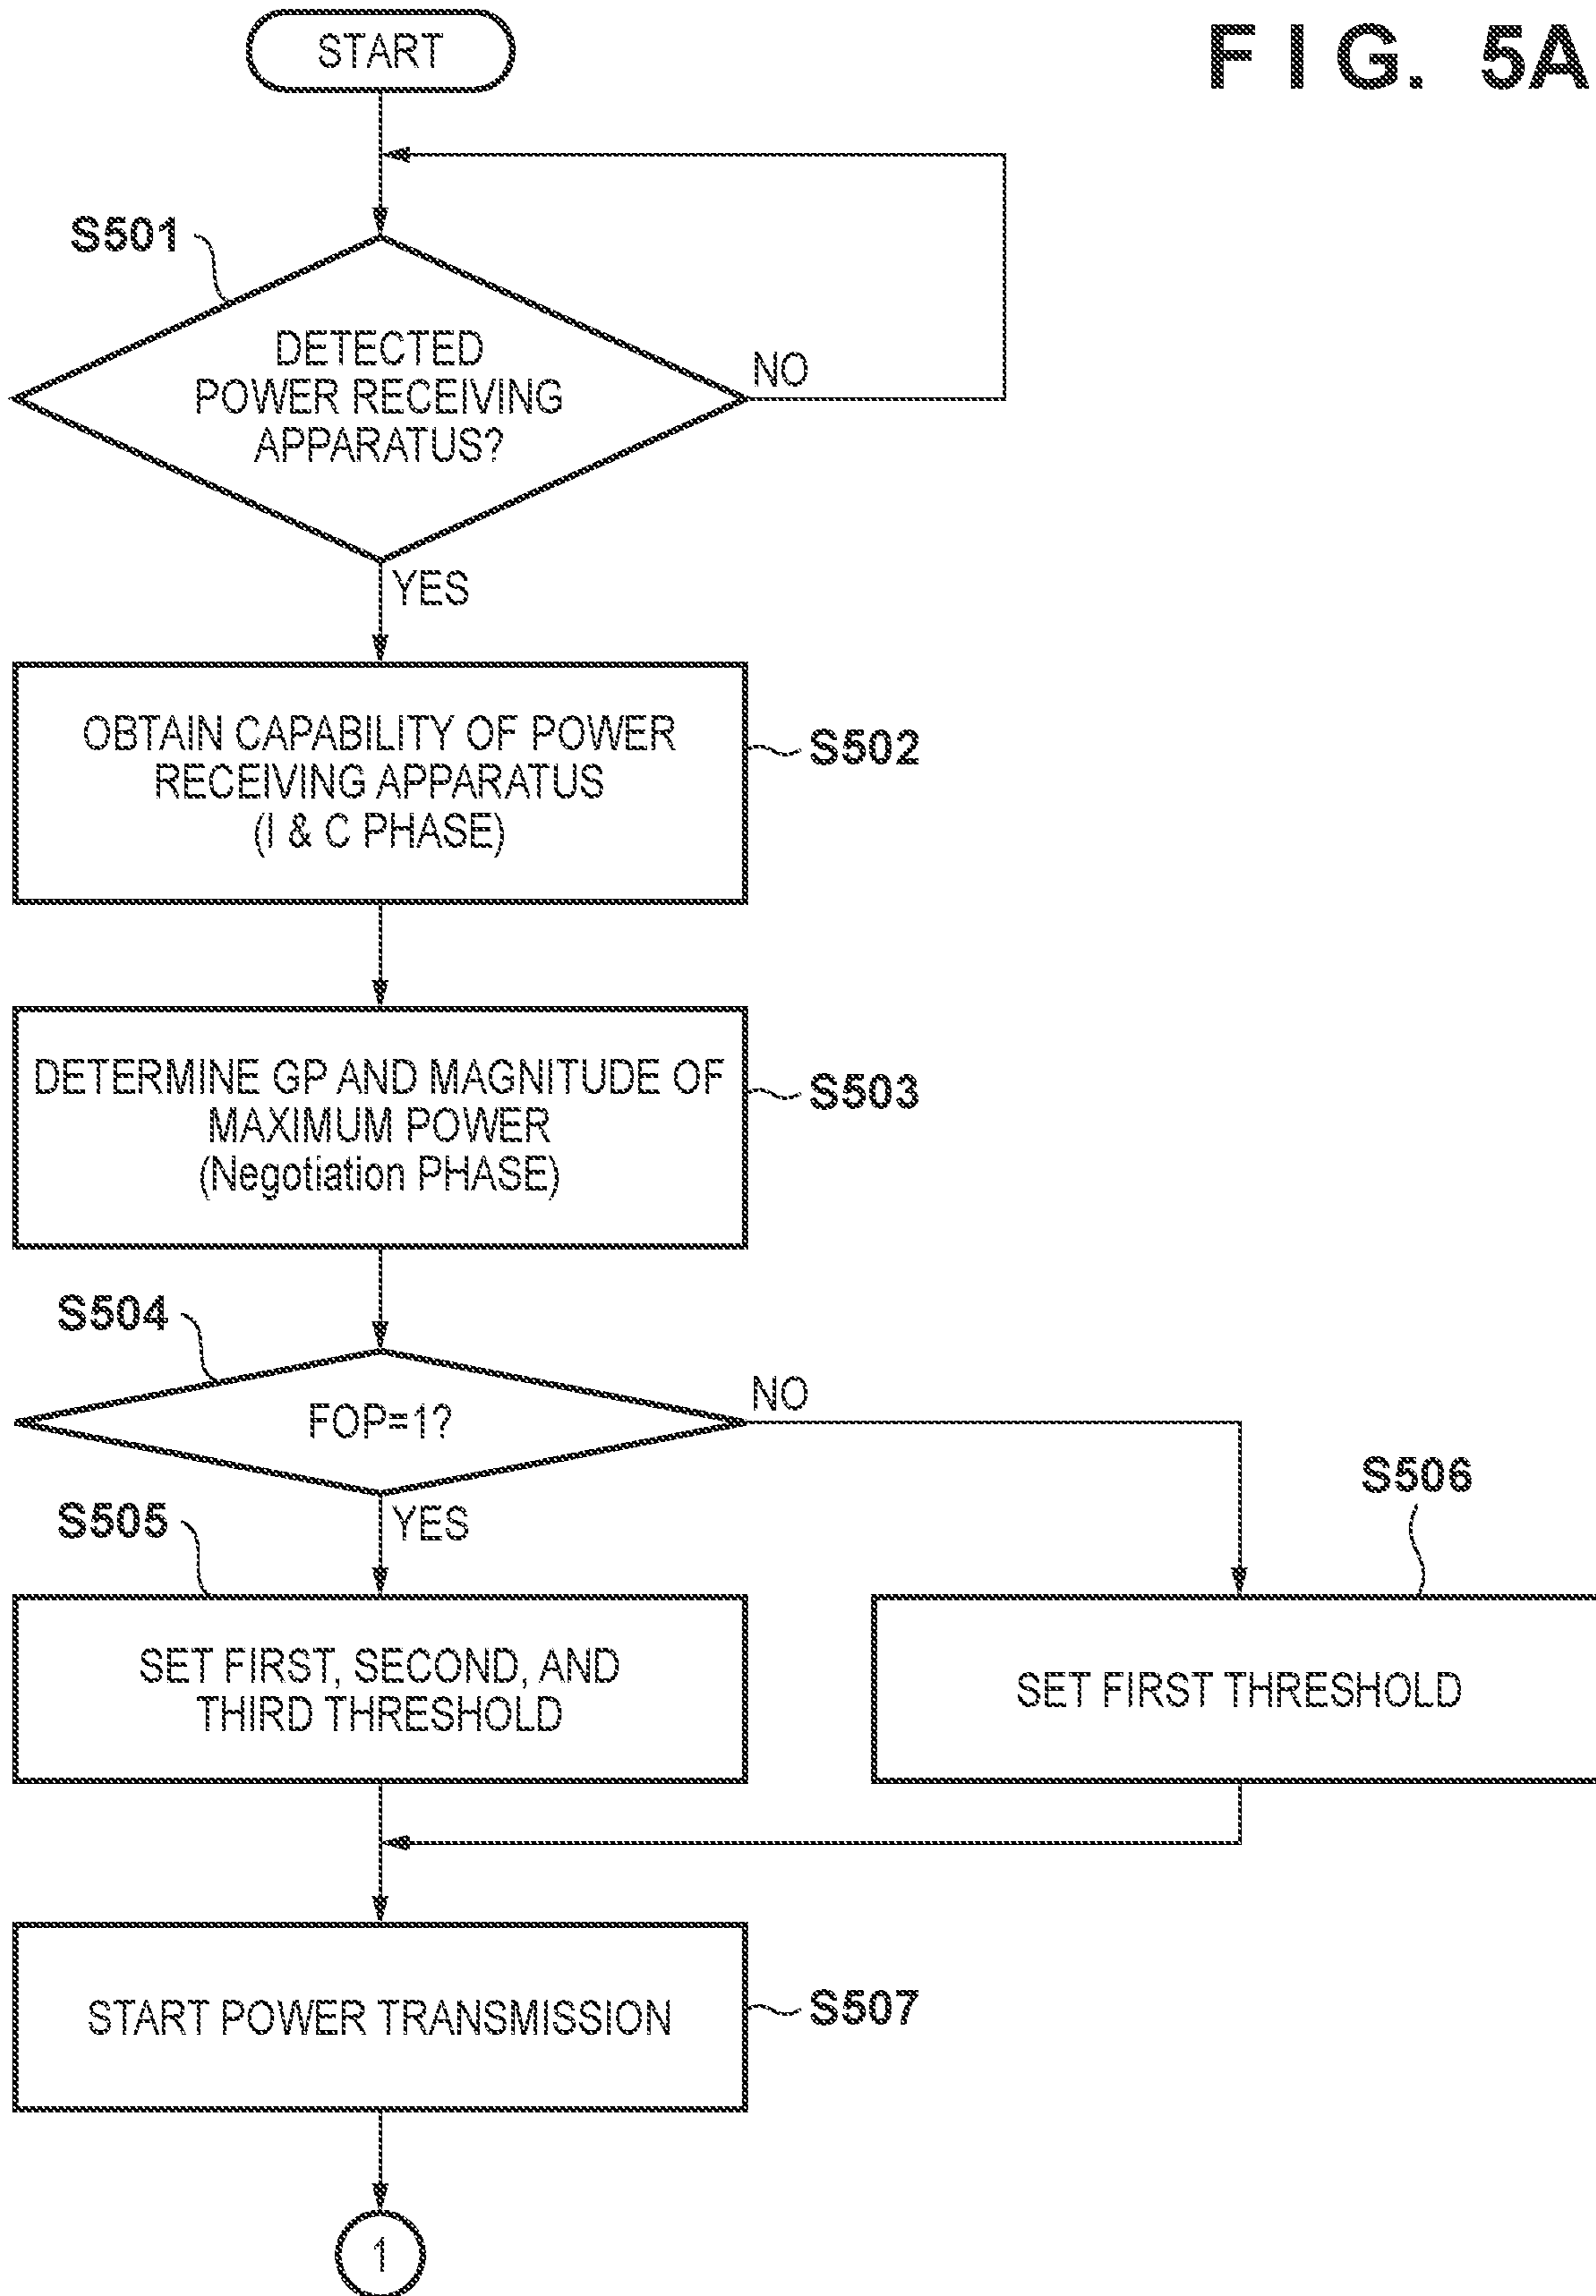 FIG. 5A
START
S501
DETECTED
POWER RECEIVING
APPARATUS?
NO
YES
OBTAIN CAPABILITY OF POWER
RECEIVING APPARATUS
(I & C PHASE)
S502
DETERMINE GP AND MAGNITUDE OF
MAXIMUM POWER
(Negotiation PHASE)
S503
S504
FOP=1?
NO
YES
S505
S506
SET FIRST, SECOND, AND
THIRD THRESHOLD
SET FIRST THRESHOLD
START POWER TRANSMISSION
S507
1